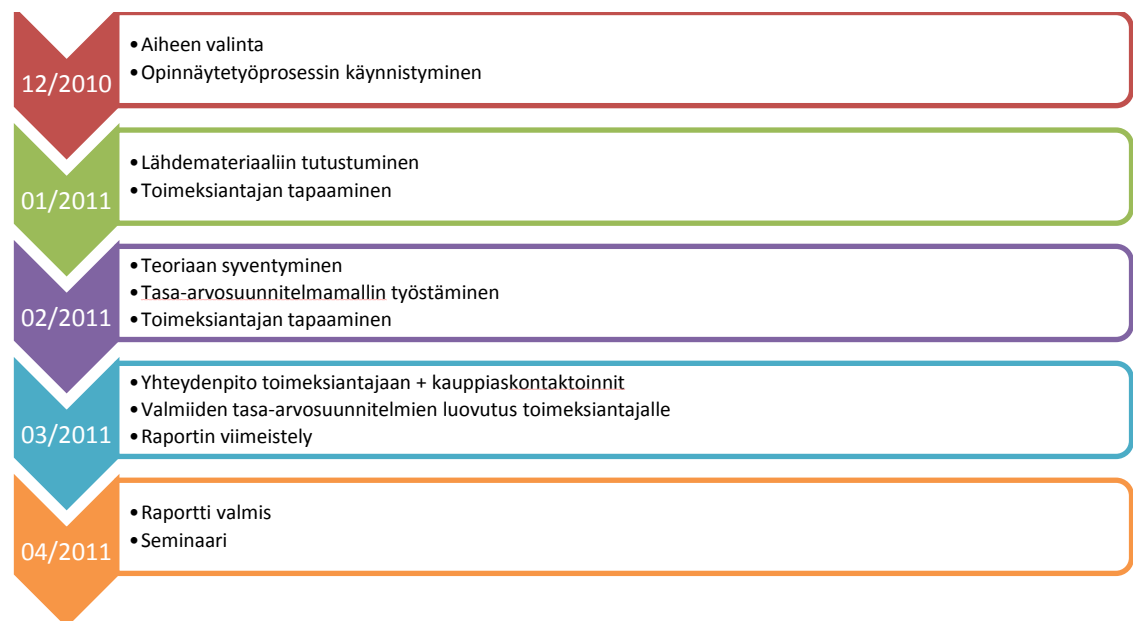 12/2010
•Aiheen valinta
•Opinnäytetyöprosessin käynnistyminen
01/2011
•Lähdemateriaaliin tutustuminen
•Toimeksiantajan tapaaminen
02/2011
•Teoriaan syventyminen
•Tasa-arvosuunnitelmamallin työstäminen
•Toimeksiantajan tapaaminen
03/2011
•Yhteydenpito toimeksiantajaan + kauppiaskontaktoinnit
•Valmiiden tasa-arvosuunnitelmien luovutus toimeksiantajalle
•Raportin viimeistely
04/2011
•Raportti valmis
•Seminaari